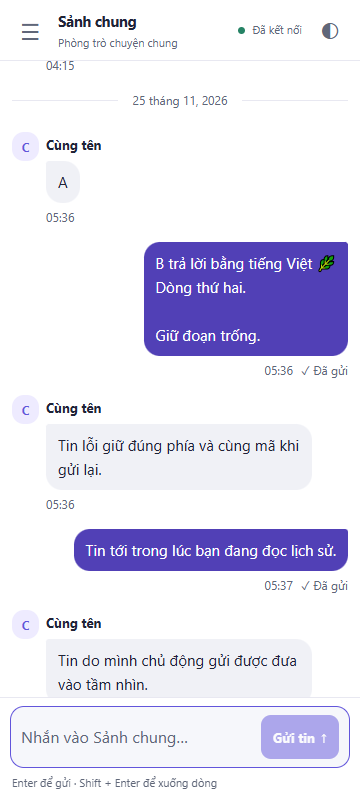 Sảnh chung
Phòng trò chuyện chung
Đã kết nối
04:15
25 tháng 11, 2026
C
Cùng tên
A
05:36
B trả lời bằng tiếng Việt 🌿
Dòng thứ hai.

Giữ đoạn trống.
05:36 ✓ Đã gửi
C
Cùng tên
Tin lỗi giữ đúng phía và cùng mã khi
gửi lại.
05:36
Tin tới trong lúc bạn đang đọc lịch sử.
05:37 ✓ Đã gửi
C
Cùng tên
Tin do mình chủ động gửi được đưa
vào tầm nhìn.
Nhắn vào Sảnh chung...
Gửi tin ↑
Enter để gửi · Shift + Enter để xuống dòng